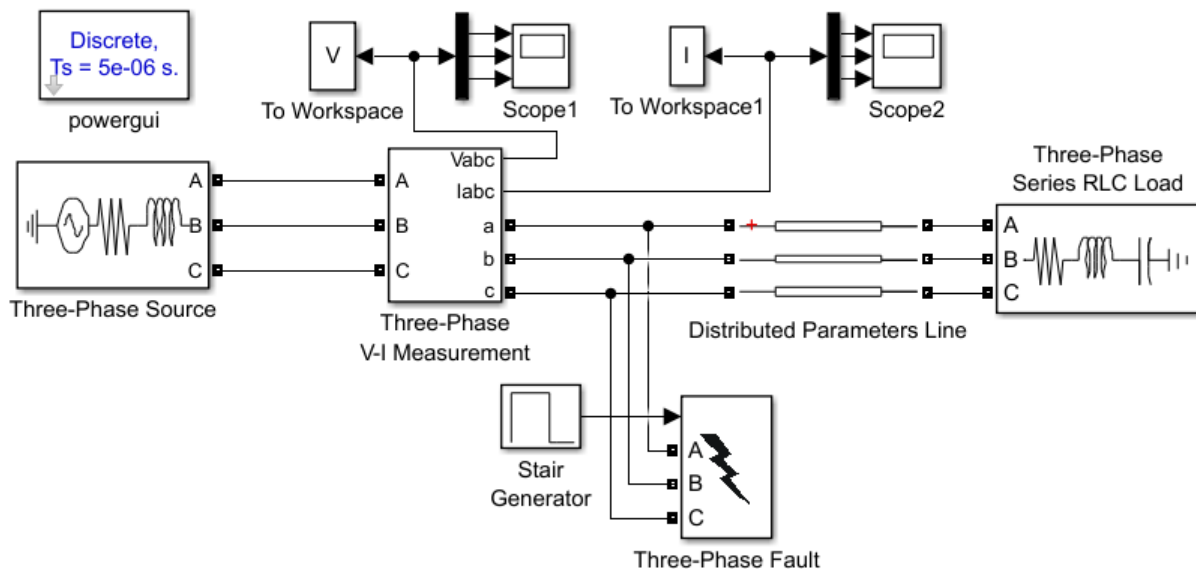 Discrete,
Ts = 5e-06 s.
powergui
V
To Workspace
Scope1
I
To Workspace1
Scope2
Three-Phase
Series RLC Load
A
B
C
Three-Phase Source
A
B
C
Vabc
Iabc
a
b
c
Three-Phase
V-I Measurement
Distributed Parameters Line
A
B
C
Stair
Generator
A
B
C
Three-Phase Fault